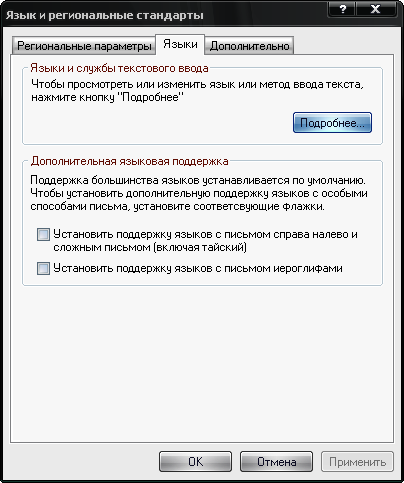 Язык и региональные стандарты
? X
Региональные параметры Языки Дополнительно
Языки и службы текстового ввода
Чтобы просмотреть или изменить язык или метод ввода текста,
нажмите кнопку "Подробнее"
Подробнее...
Дополнительная языковая поддержка
Поддержка большинства языков устанавливается по умолчанию.
Чтобы установить дополнительную поддержку языков с особыми
способами письма, установите соответсвующие флажки.
Установить поддержку языков с письмом справа налево и
сложным письмом (включая тайский)
Установить поддержку языков с письмом иероглифами
OK Отмена Применить